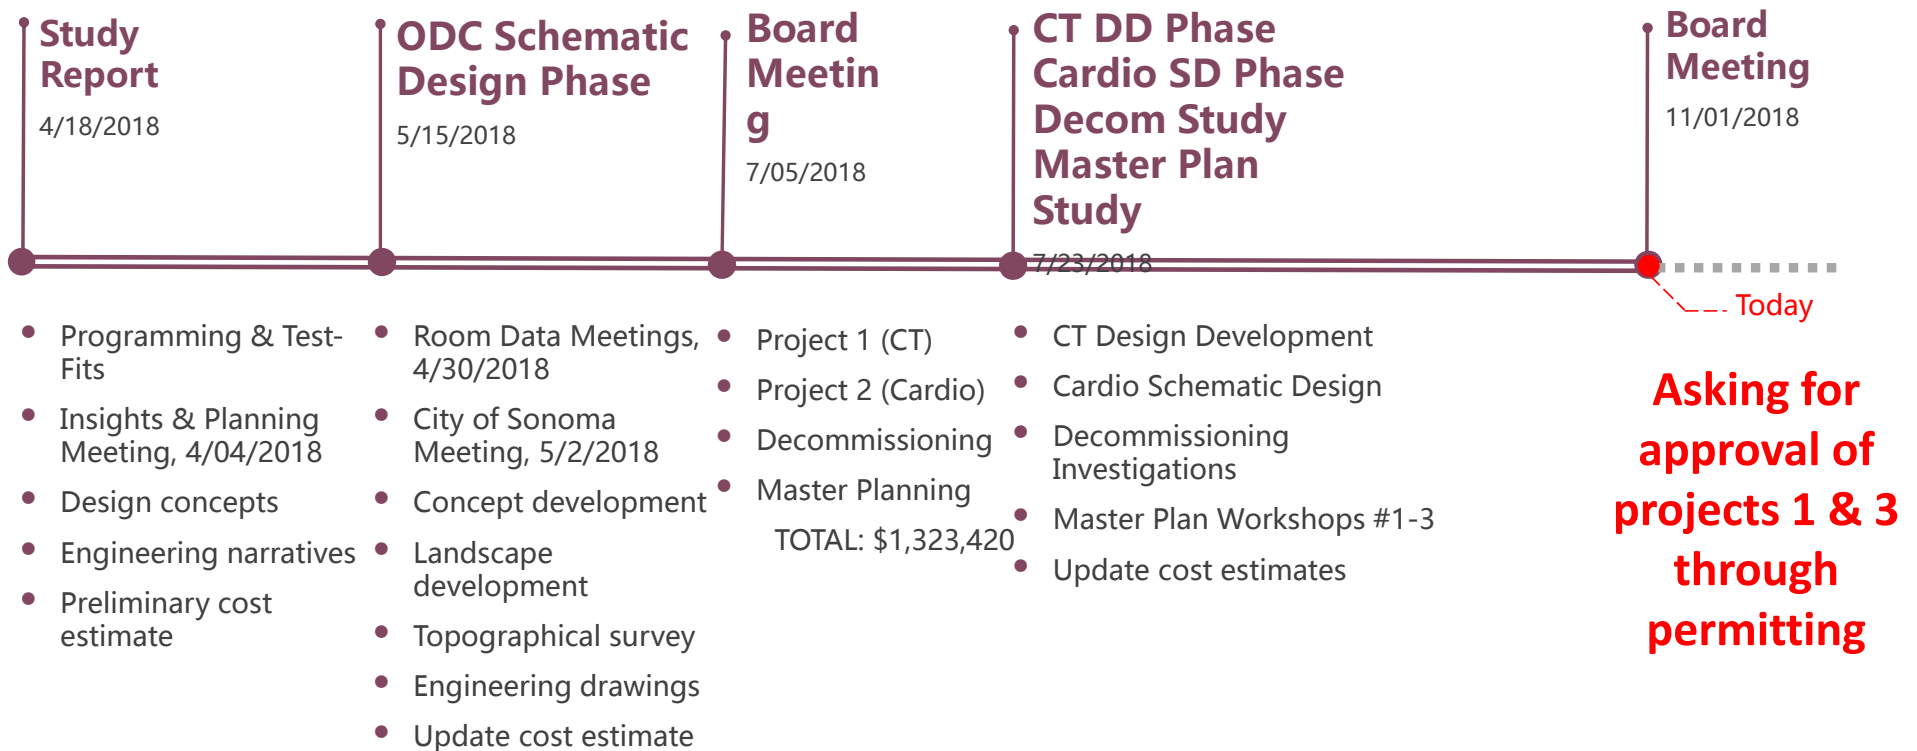 Study
Report
4/18/2018
ODC Schematic
Design Phase
5/15/2018
Board
Meetin
g
7/05/2018
CT DD Phase
Cardio SD Phase
Decom Study
Master Plan
Study
7/23/2018
Board
Meeting
11/01/2018
Today
• Programming & Test-
Fits
• Insights & Planning
Meeting, 4/04/2018
• Design concepts
• Engineering narratives
• Preliminary cost
estimate
• Room Data Meetings,
4/30/2018
• City of Sonoma
Meeting, 5/2/2018
• Concept development
• Landscape
development
• Topographical survey
• Engineering drawings
• Update cost estimate
• Project 1 (CT)
• Project 2 (Cardio)
• Decommissioning
• Master Planning
TOTAL: $1,323,420
• CT Design Development
• Cardio Schematic Design
• Decommissioning
Investigations
• Master Plan Workshops #1-3
• Update cost estimates
Asking for
approval of
projects 1 & 3
through
permitting